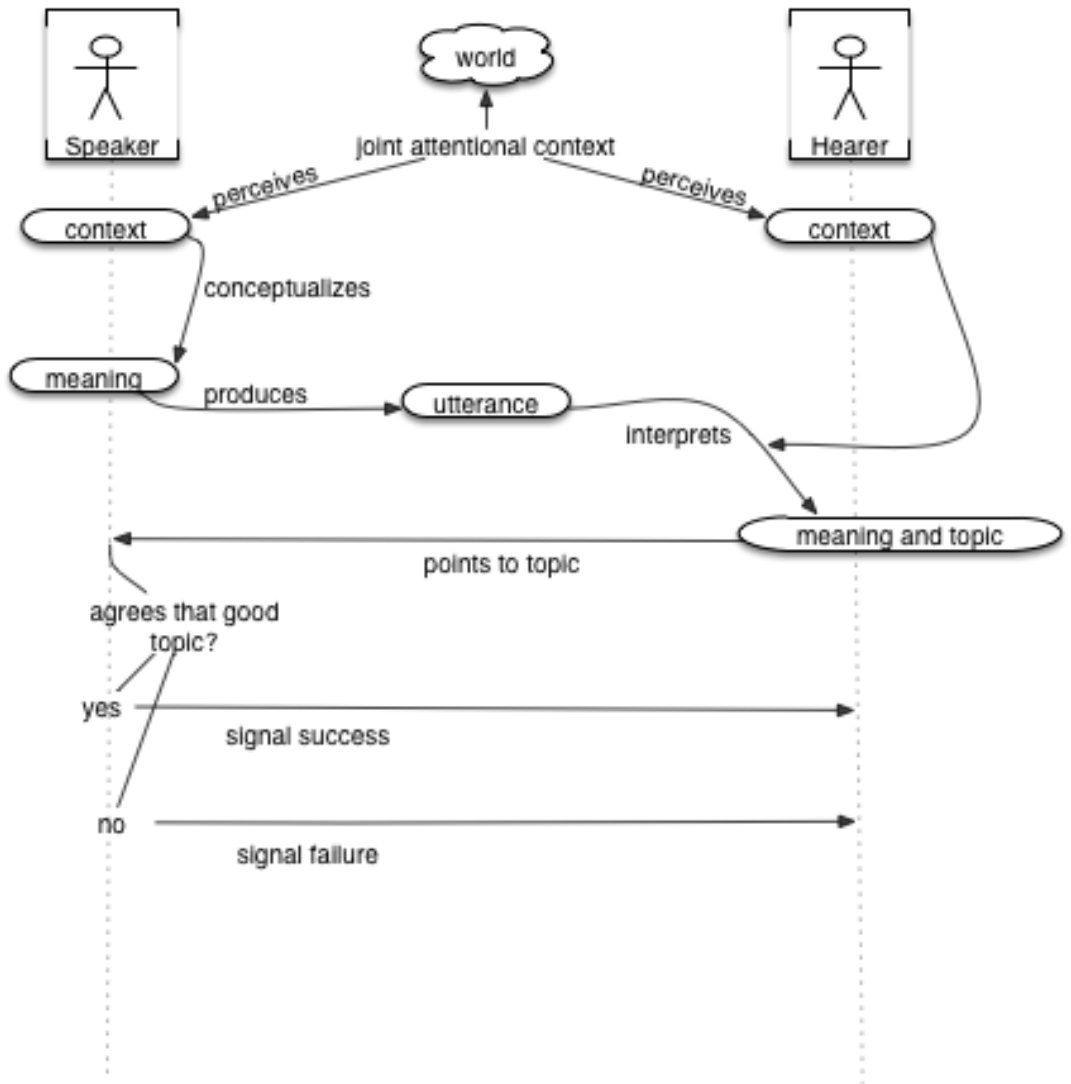 world
Speaker
joint attentional context
Hearer
perceives
perceives
context
context
conceptualizes
meaning
produces
utterance
interprets
meaning and topic
points to topic
agrees that good
topic?
yes
signal success
no
signal failure